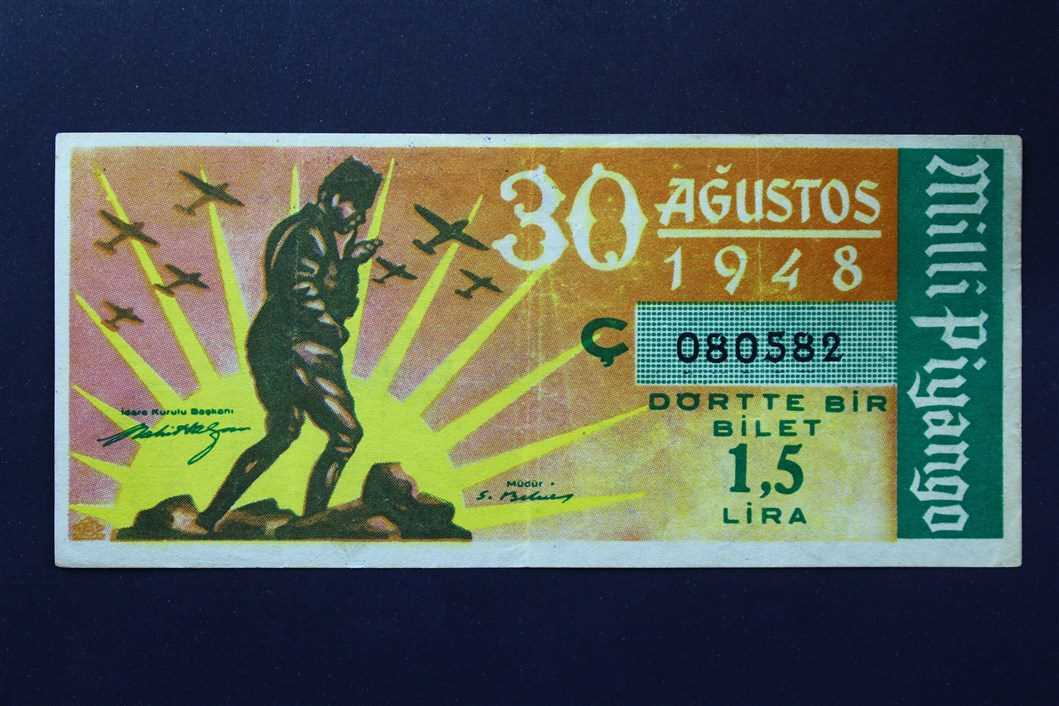 30 AĞUSTOS
1948
Ç 080582
DÖRTTE BİR
BİLET
1,5
LİRA
Milli Piyango
İdare Kurulu Başkanı
Müdür